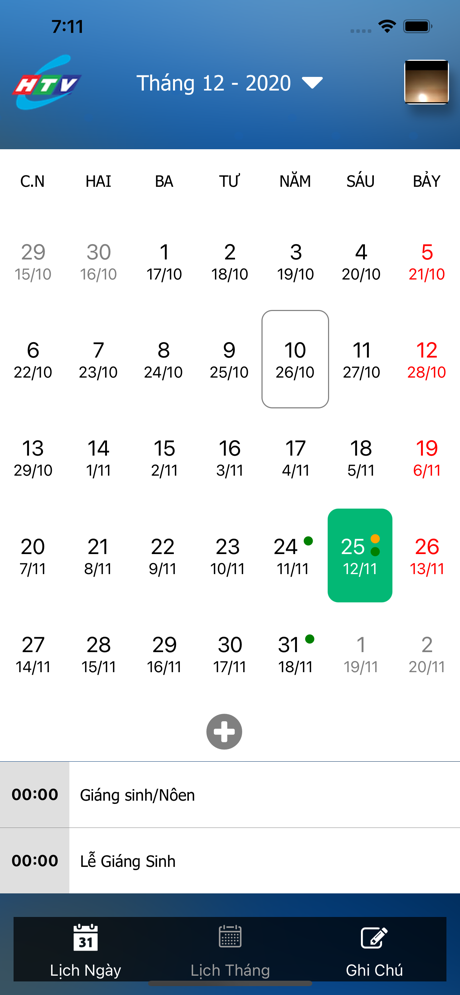 7:11
HTV
Tháng 12 - 2020
C.N HAI BA TƯ NĂM SÁU BẢY
29 30 1 2 3 4 5
15/10 16/10 17/10 18/10 19/10 20/10 21/10
6 7 8 9 10 11 12
22/10 23/10 24/10 25/10 26/10 27/10 28/10
13 14 15 16 17 18 19
29/10 1/11 2/11 3/11 4/11 5/11 6/11
20 21 22 23 24 25 26
7/11 8/11 9/11 10/11 11/11 12/11 13/11
27 28 29 30 31 1 2
14/11 15/11 16/11 17/11 18/11 19/11 20/11
00:00 Giáng sinh/Nôen
00:00 Lễ Giáng Sinh
31
Lịch Ngày Lịch Tháng Ghi Chú